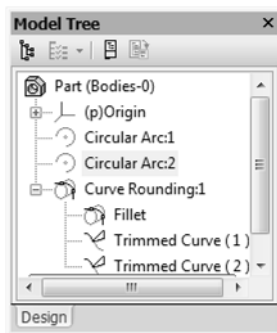 Model Tree
Part (Bodies-0)
(p)Origin
Circular Arc:1
Circular Arc:2
Curve Rounding:1
Fillet
Trimmed Curve (1)
Trimmed Curve (2)
Design